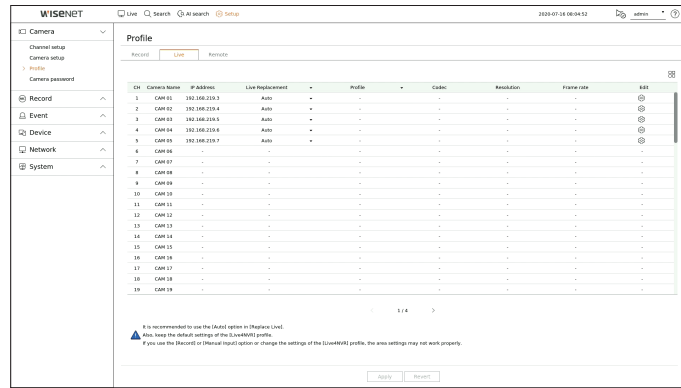 WISENET Live Search AI search Setup 2020-07-16 08:04:52 admin
Camera
Channel setup
Camera setup
> Profile
Camera password
Record
Event
Device
Network
System
Profile
Record Live Remote
CH Camera Name IP Address Live Replacement Profile Codec Resolution Frame rate Edit
1 CAM 01 192.168.219.3 Auto - - - -
2 CAM 02 192.168.219.4 Auto - - - -
3 CAM 03 192.168.219.5 Auto - - - -
4 CAM 04 192.168.219.6 Auto - - - -
5 CAM 05 192.168.219.7 Auto - - - -
6 CAM 06 - - - - - - -
7 CAM 07 - - - - - - -
8 CAM 08 - - - - - - -
9 CAM 09 - - - - - - -
10 CAM 10 - - - - - - -
11 CAM 11 - - - - - - -
12 CAM 12 - - - - - - -
13 CAM 13 - - - - - - -
14 CAM 14 - - - - - - -
15 CAM 15 - - - - - - -
16 CAM 16 - - - - - - -
17 CAM 17 - - - - - - -
18 CAM 18 - - - - - - -
19 CAM 19 - - - - - - -
< 1 / 4 >
It is recommended to use the [Auto] option in [Replace Live].
Also, keep the default settings of the [Live4NVR] profile.
If you use the [Record] or [Manual Input] option or change the settings of the [Live4NVR] profile, the area settings may not work properly.
Apply Revert